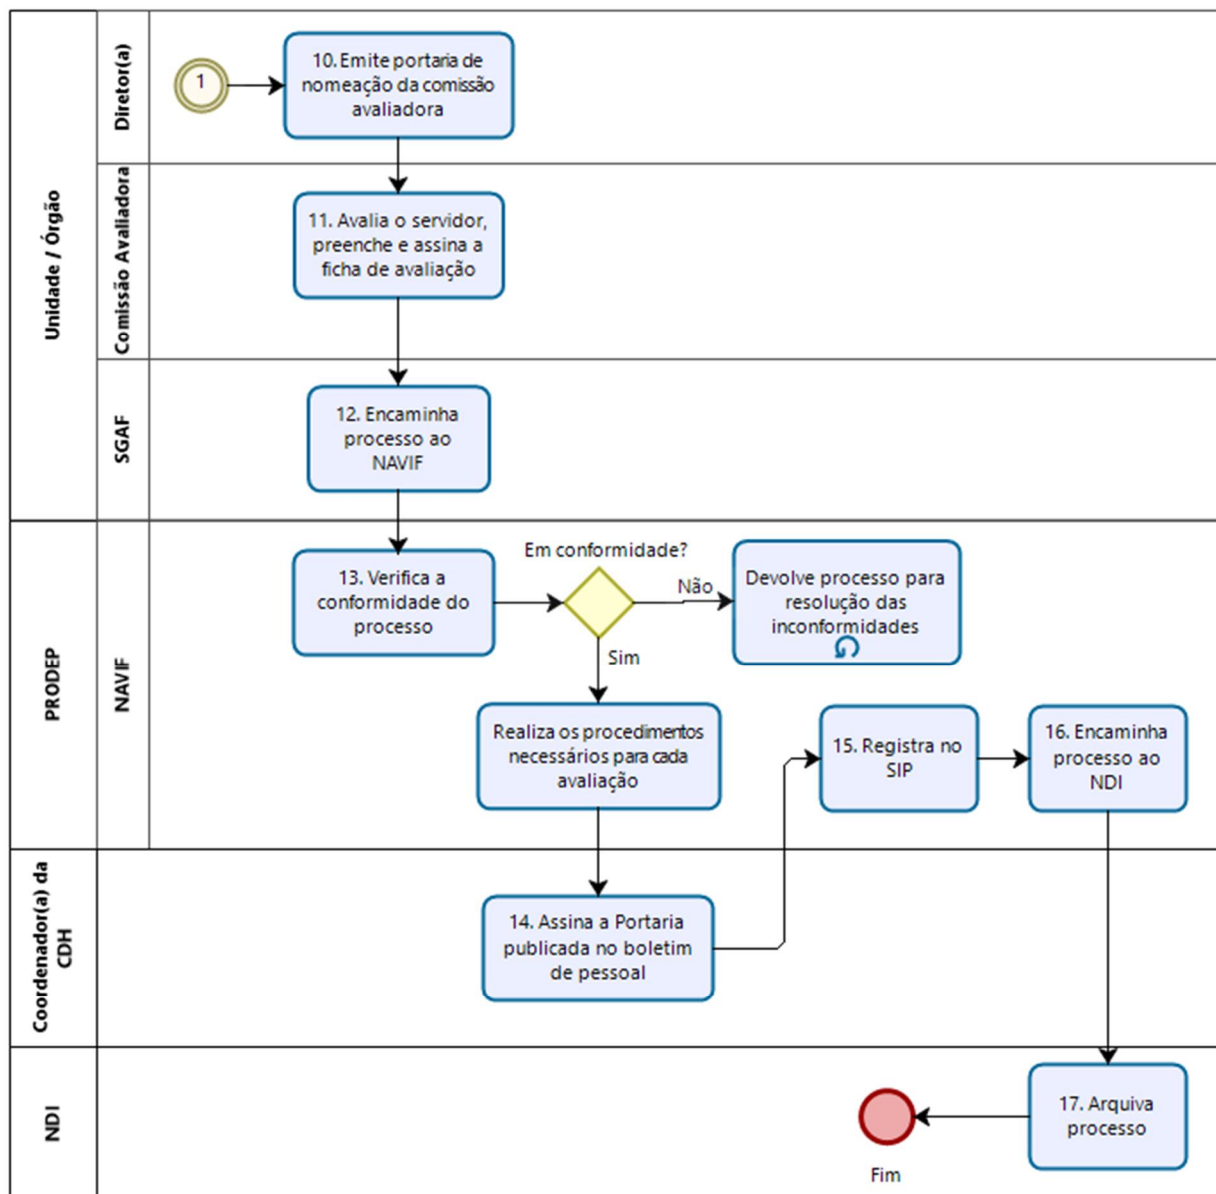 Unidade / Órgão
Diretor(a)
1
10. Emite portaria de
nomeação da comissão
avaliadora
Comissão Avaliadora
11. Avalia o servidor,
preenche e assina a
ficha de avaliação
SGAF
12. Encaminha
processo ao
NAVIF
PRODEP
NAVIF
13. Verifica a
conformidade do
processo
Em conformidade?
Não
Devolve processo para
resolução das
inconformidades
Sim
Realiza os procedimentos
necessários para cada
avaliação
15. Registra no
SIP
16. Encaminha
processo ao
NDI
Coordenador(a) da
CDH
14. Assina a Portaria
publicada no boletim
de pessoal
NDI
Fim
17. Arquiva
processo